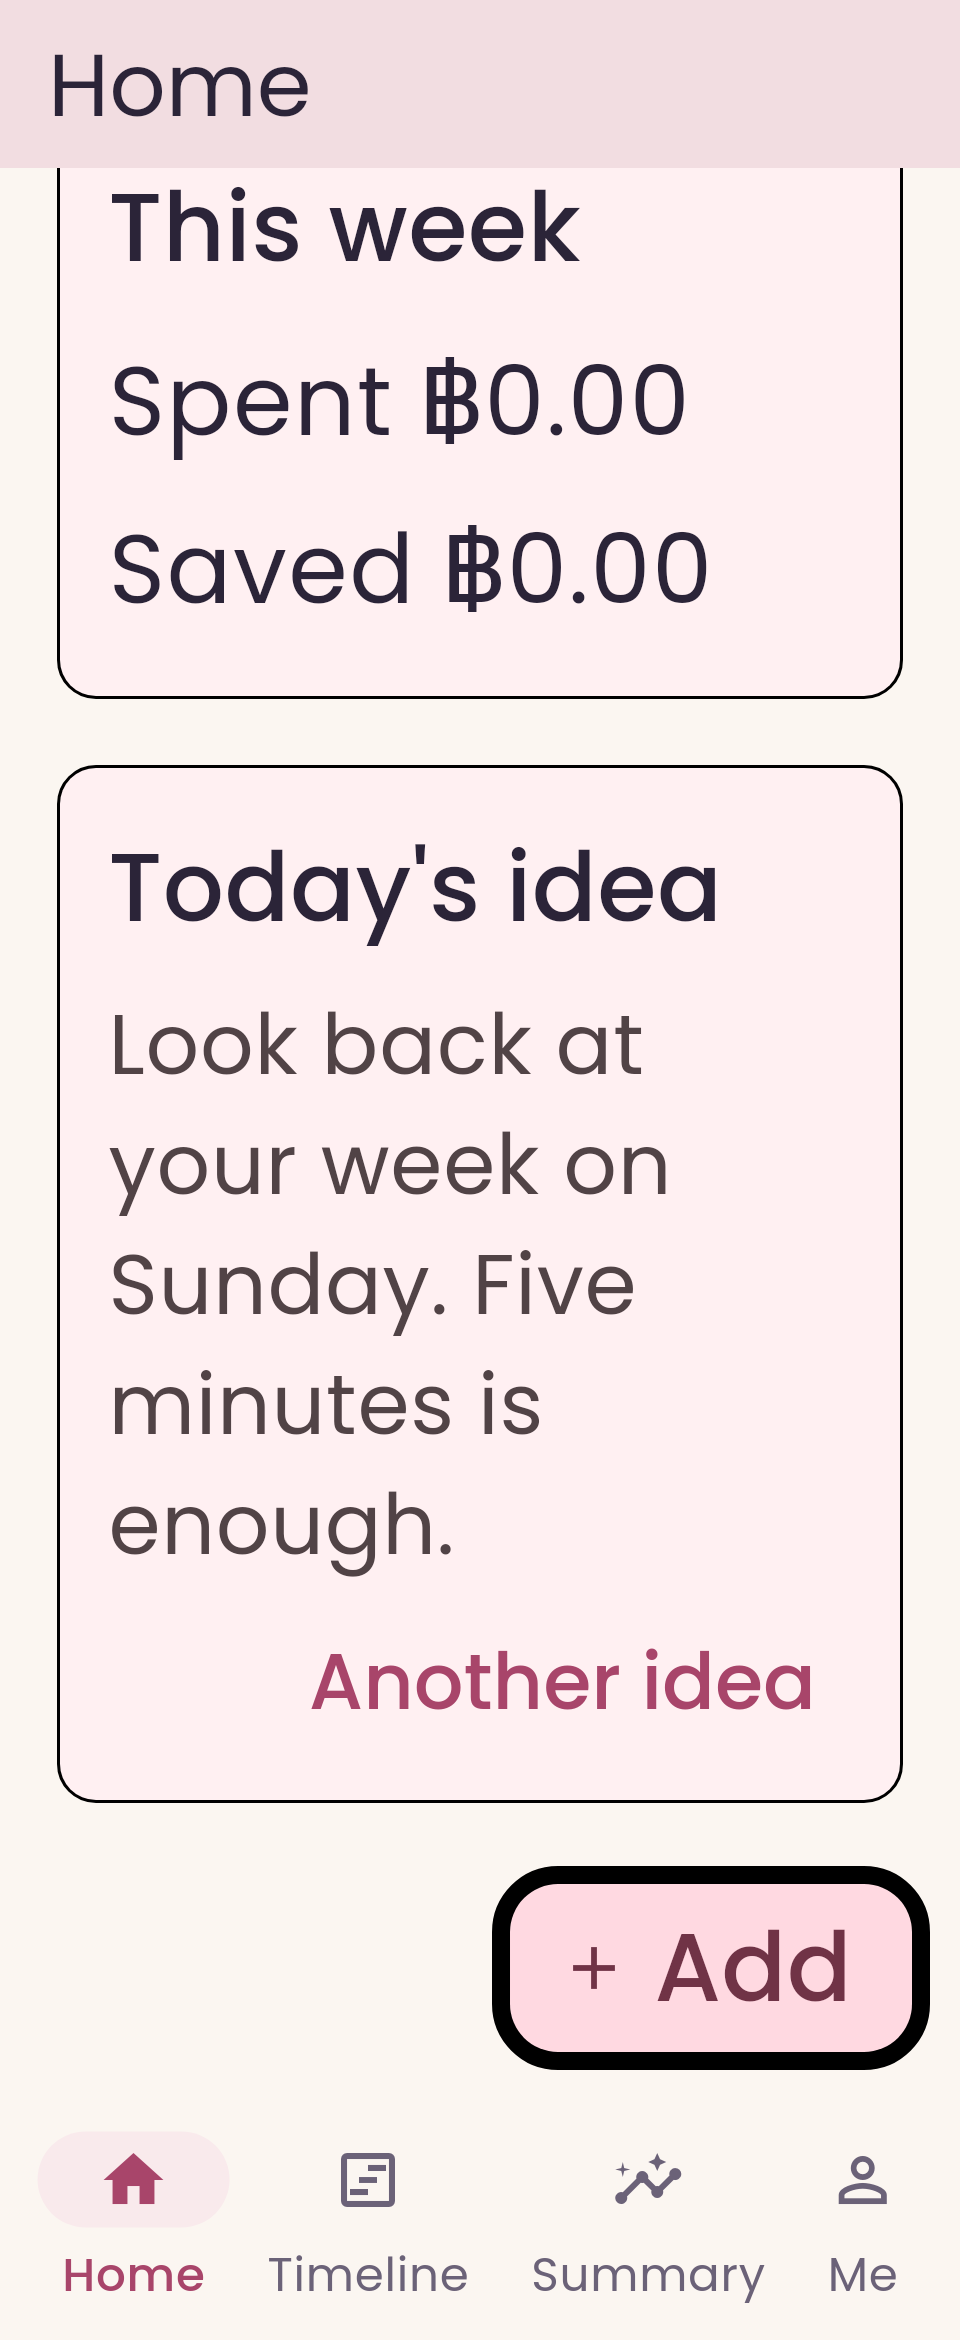 Home
This week
Spent ฿0.00
Saved ฿0.00
Today's idea
Look back at
your week on
Sunday. Five
minutes is
enough.
Another idea
+ Add
Home Timeline Summary Me